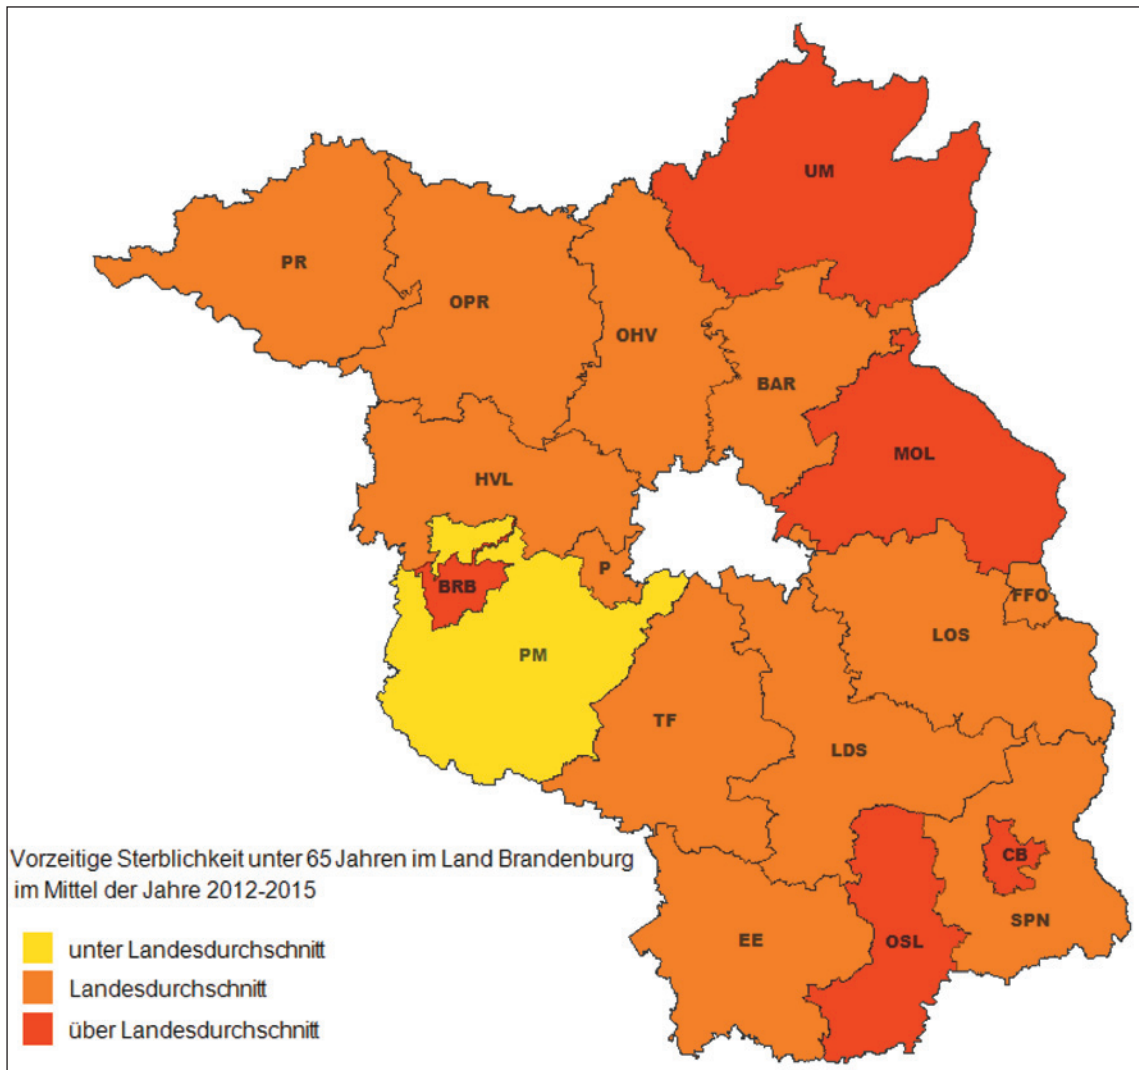 UM
PR
OPR
OHV
BAR
MOL
HVL
P
BRB
FFO
LOS
PM
TF
LDS
CB
SPN
EE
OSL
Vorzeitige Sterblichkeit unter 65 Jahren im Land Brandenburg
im Mittel der Jahre 2012-2015
unter Landesdurchschnitt
Landesdurchschnitt
über Landesdurchschnitt